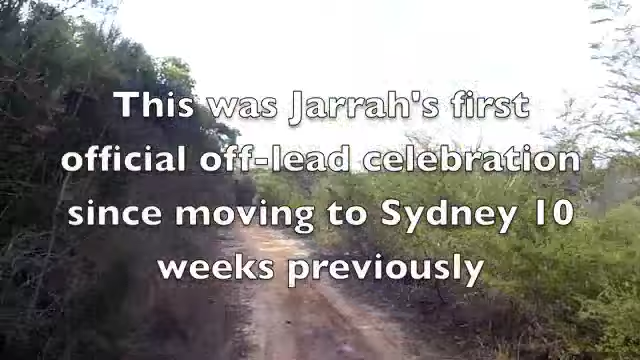 This was Jarrah's first
official off-lead celebration
since moving to Sydney 10
weeks previously